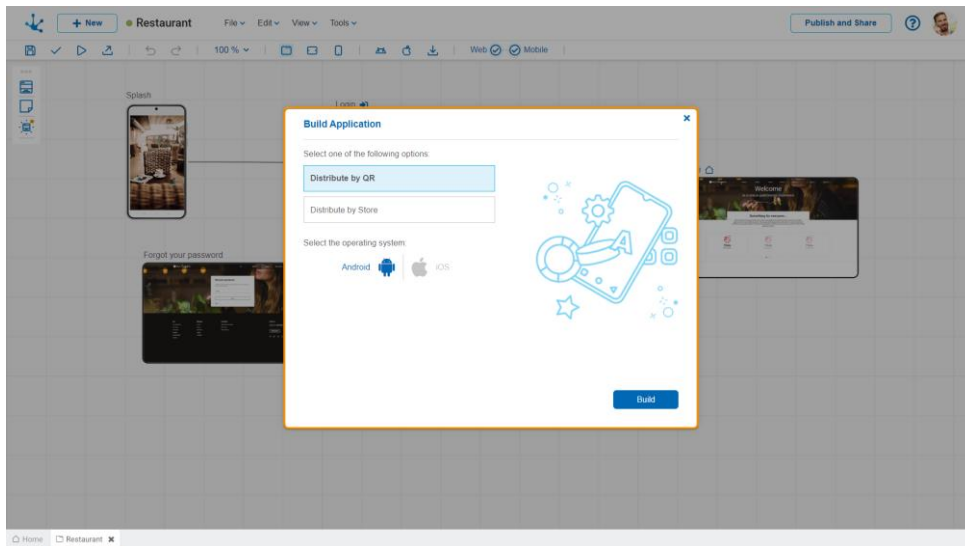 + New
Restaurant
File
Edit
View
Tools
Publish and Share
?
100 %
Web
Mobile
Splash
Login
Build Application
Select one of the following options:
Distribute by QR
Distribute by Store
Select the operating system:
Android
iOS
Build
Forgot your password
Welcome
Home
Restaurant